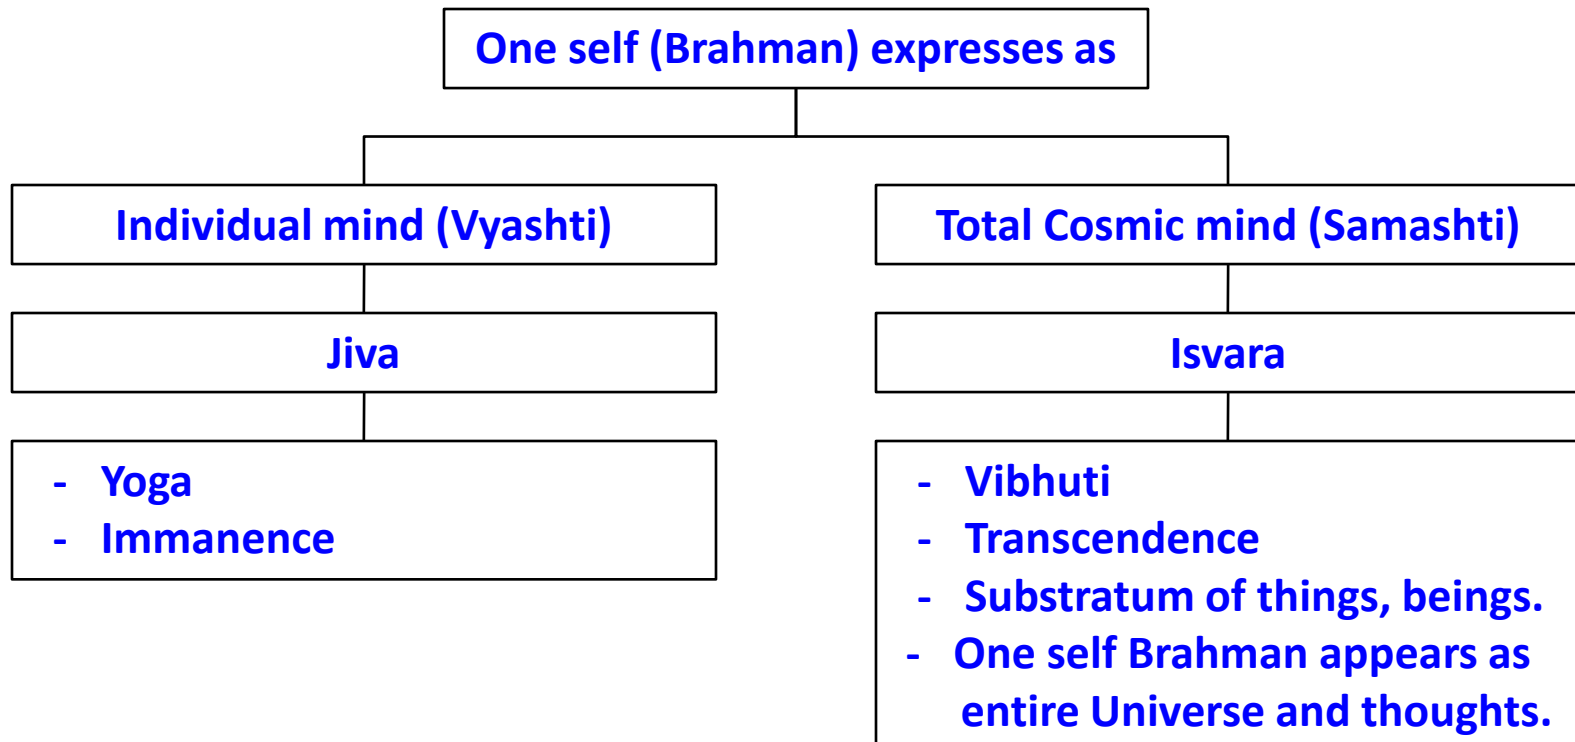 One self (Brahman) expresses as
Individual mind (Vyashti)
Total Cosmic mind (Samashti)
Jiva
Isvara
- Yoga
- Immanence
- Vibhuti
- Transcendence
- Substratum of things, beings.
- One self Brahman appears as
entire Universe and thoughts.